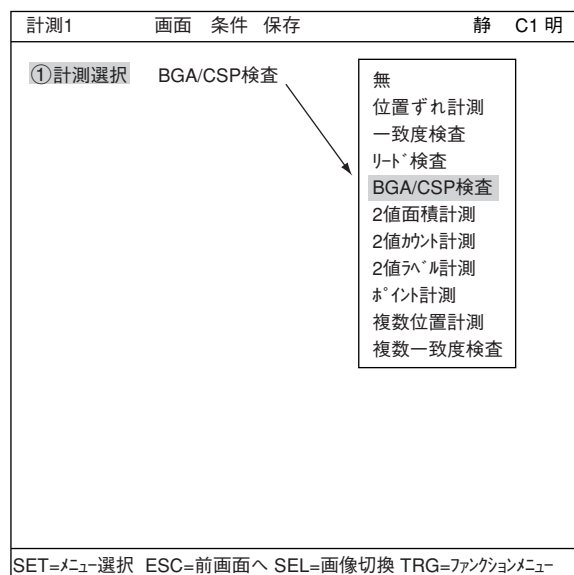 計測1 画面 条件 保存 静 C1 明
①計測選択 BGA/CSP検査
無
位置ずれ計測
一致度検査
ﾘｰﾄﾞ検査
BGA/CSP検査
2値面積計測
2値ｶｳﾝﾄ計測
2値ﾗﾍﾞﾙ計測
ﾎﾟｲﾝﾄ計測
複数位置計測
複数一致度検査
SET=ﾒﾆｭｰ選択 ESC=前画面へ SEL=画像切換 TRG=ﾌｧﾝｸｼｮﾝﾒﾆｭｰ